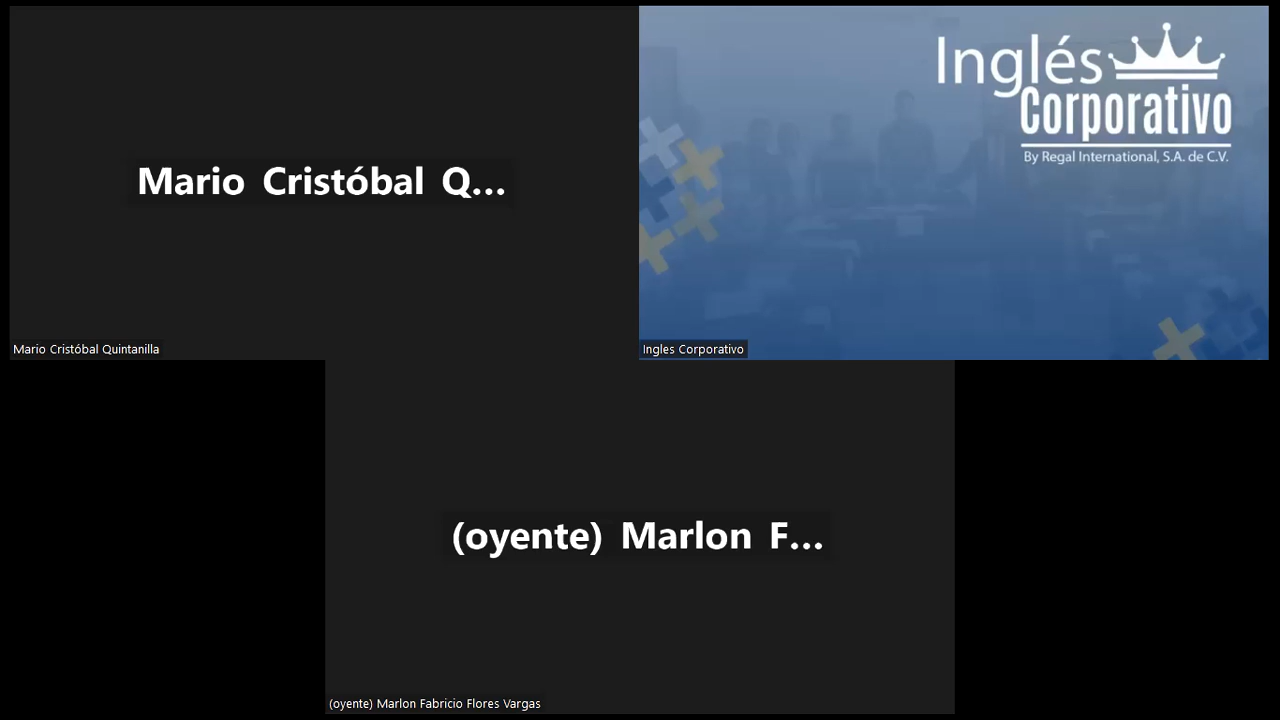 Mario Cristóbal Q...
Mario Cristóbal Quintanilla
Inglés
Corporativo
By Regal International, S.A. de C.V.
Ingles Corporativo
(oyente) Marlon F...
(oyente) Marlon Fabricio Flores Vargas